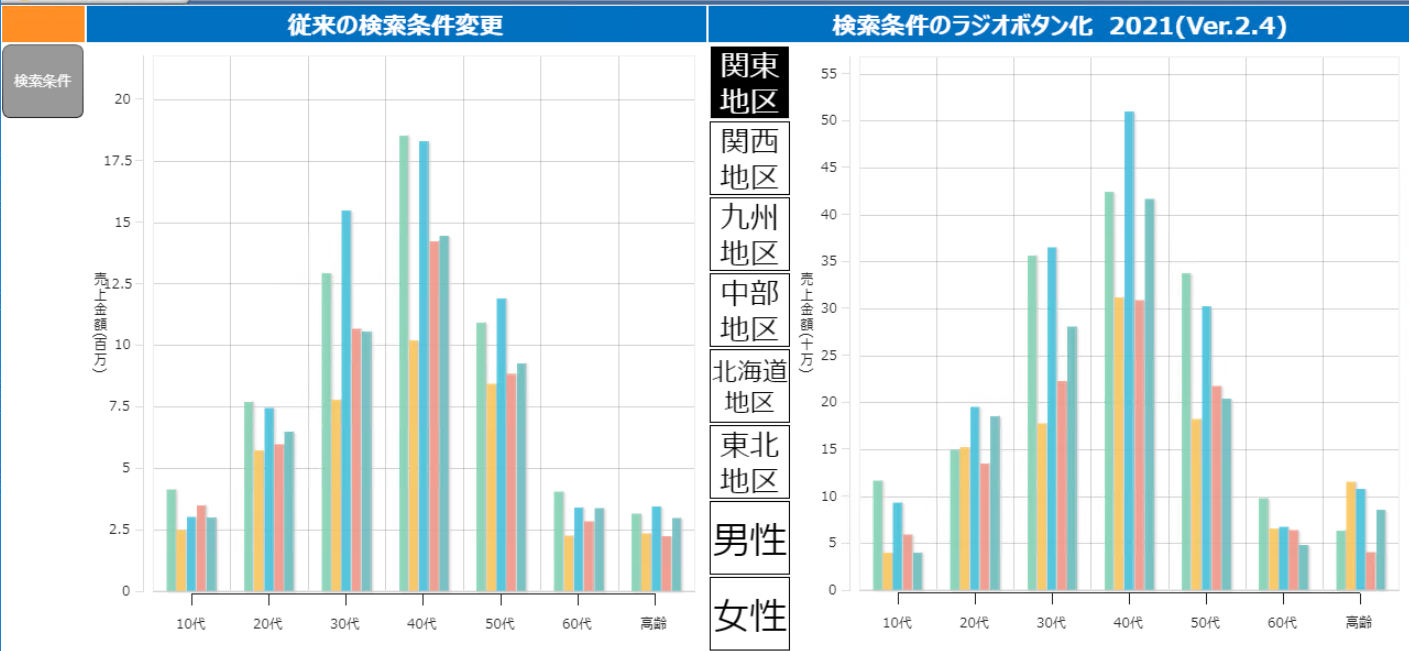 従来の検索条件変更
検索条件のラジオボタン化 2021(Ver.2.4)
検索条件
売上金額(百万)
20
17.5
15
12.5
10
7.5
5
2.5
0
10代
20代
30代
40代
50代
60代
高齢
関東
地区
関西
地区
九州
地区
中部
地区
北海道
地区
東北
地区
男性
女性
売上金額(十万)
55
50
45
40
35
30
25
20
15
10
5
0
10代
20代
30代
40代
50代
60代
高齢